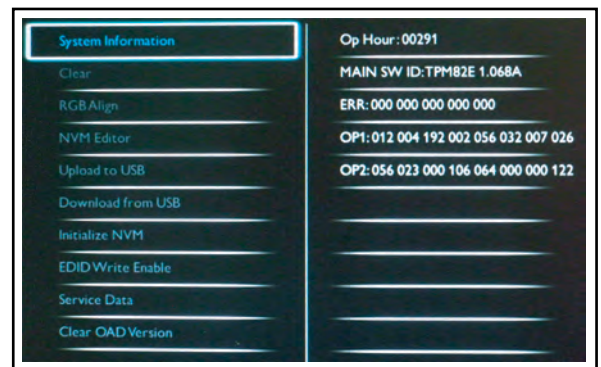 System Information
Clear
RGB Align
NVM Editor
Upload to USB
Download from USB
Initialize NVM
EDID Write Enable
Service Data
Clear OAD Version
Op Hour: 00291
MAIN SW ID: TPM82E 1.068A
ERR: 000 000 000 000 000
OP1: 012 004 192 002 056 032 007 026
OP2: 056 023 000 106 064 000 000 122